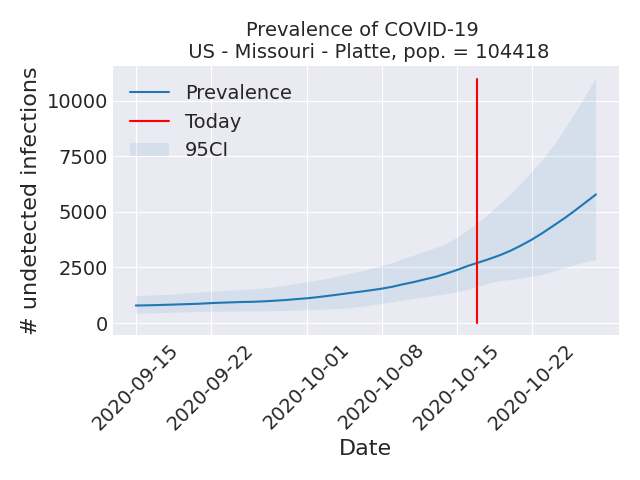 Prevalence of COVID-19
US - Missouri - Platte, pop. = 104418
# undetected infections
10000
7500
5000
2500
0
Prevalence
Today
95CI
2020-09-15
2020-09-22
2020-10-01
2020-10-08
2020-10-15
2020-10-22
Date